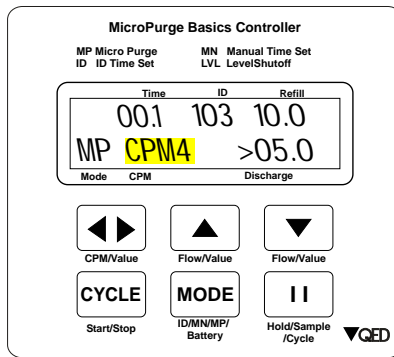 MicroPurge Basics Controller
MP Micro Purge MN Manual Time Set
ID ID Time Set LVL LevelShutoff
Time ID Refill
00.1 103 10.0
MP CPM4 >05.0
Mode CPM Discharge
CPM/Value Flow/Value Flow/Value
CYCLE MODE
Start/Stop ID/MN/MP/ Hold/Sample
Battery /Cycle
QED